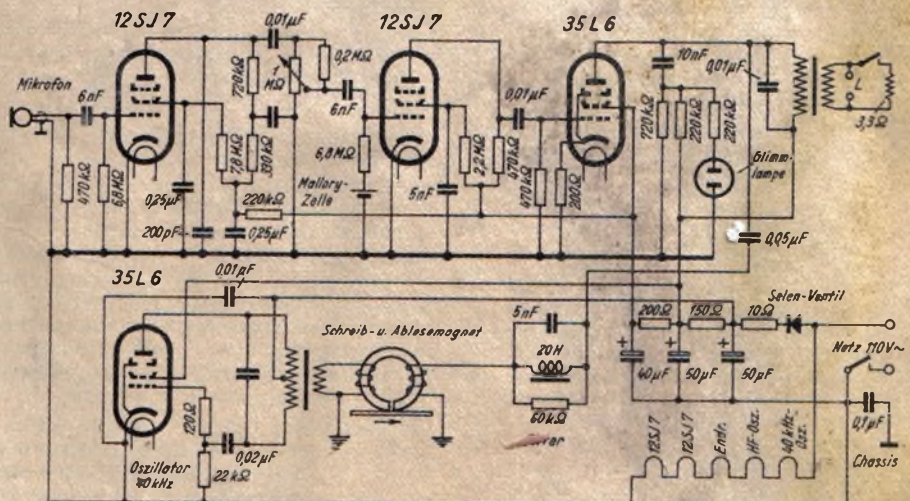 12SJ7
12SJ7
35L6
Mikrofon
6nF
470kΩ
6,8MΩ
0,25µF
200pF
0,01µF
720kΩ
1 MΩ
7,8MΩ
330kΩ
220kΩ
0,25µF
0,2MΩ
6nF
6,8MΩ
Mallory-
Zelle
5nF
2,2MΩ
470kΩ
0,01µF
470kΩ
200Ω
10nF
720kΩ
220kΩ
220kΩ
Glimm-
lampe
0,01µF
L
3,3Ω
0,05µF
35L6
0,01µF
120Ω
0,02µF
22kΩ
Oszillator
40kHz
Schreib-u. Ablesemagnet
5nF
20H
60kΩ
200Ω
150Ω
10Ω
Selen-Ventil
+
+
+
40µF
50µF
50µF
Netz 110V~
12SJ7
12SJ7
Entr.
HF-Osz.
40kHz-
Osz.
0,1µF
Chassis